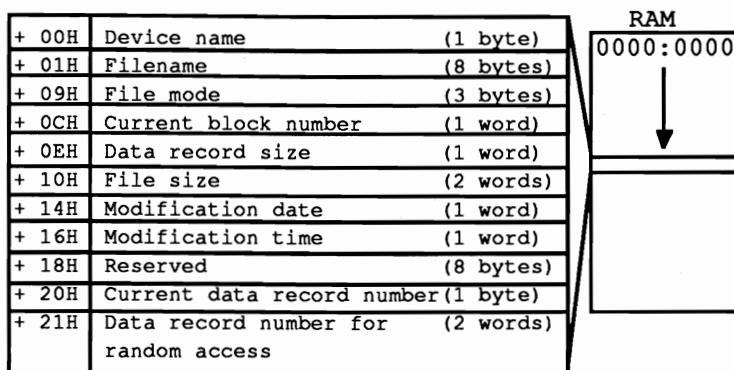 RAM
0000:0000
+ 00H Device name (1 byte)
+ 01H Filename (8 bytes)
+ 09H File mode (3 bytes)
+ 0CH Current block number (1 word)
+ 0EH Data record size (1 word)
+ 10H File size (2 words)
+ 14H Modification date (1 word)
+ 16H Modification time (1 word)
+ 18H Reserved (8 bytes)
+ 20H Current data record number(1 byte)
+ 21H Data record number for (2 words)
random access